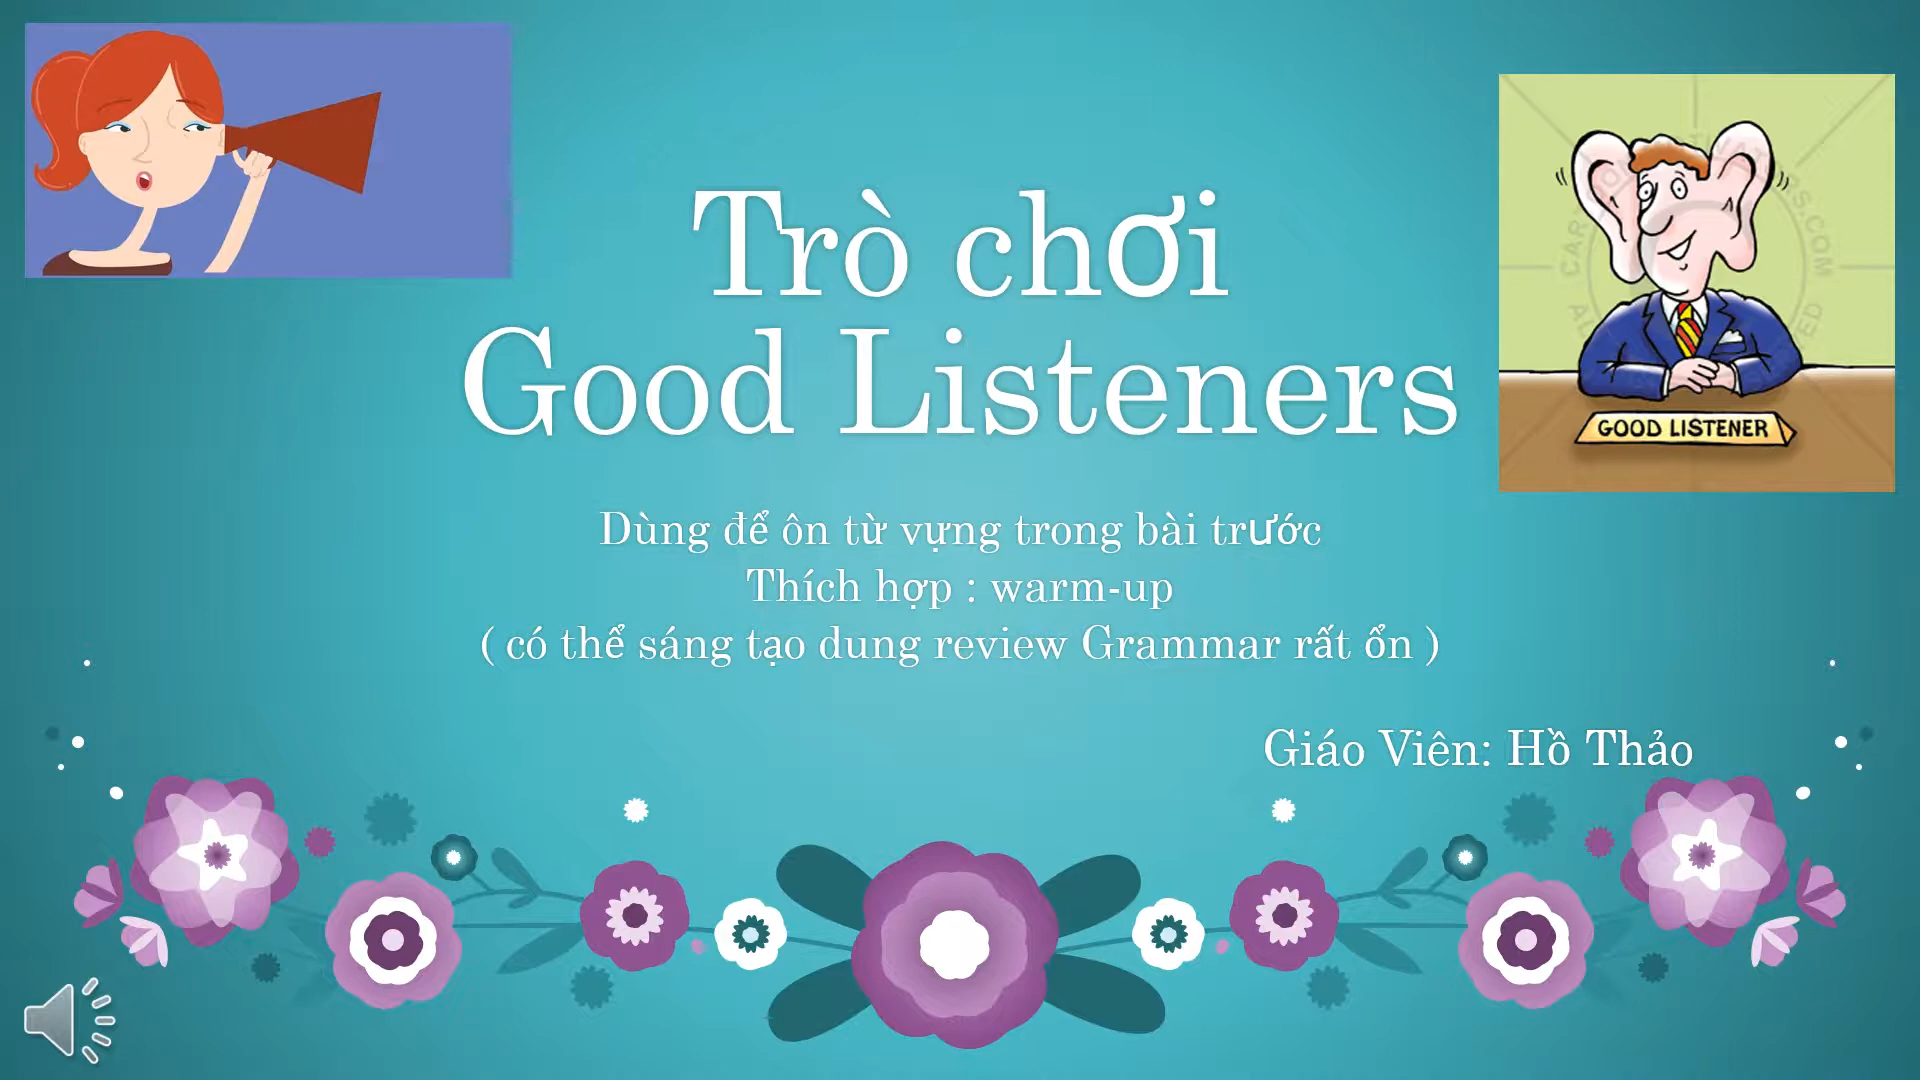 Trò chơi
Good Listeners
GOOD LISTENER
Dùng để ôn từ vựng trong bài trước
Thích hợp : warm-up
( có thể sáng tạo dung review Grammar rất ổn )
Giáo Viên: Hồ Thảo